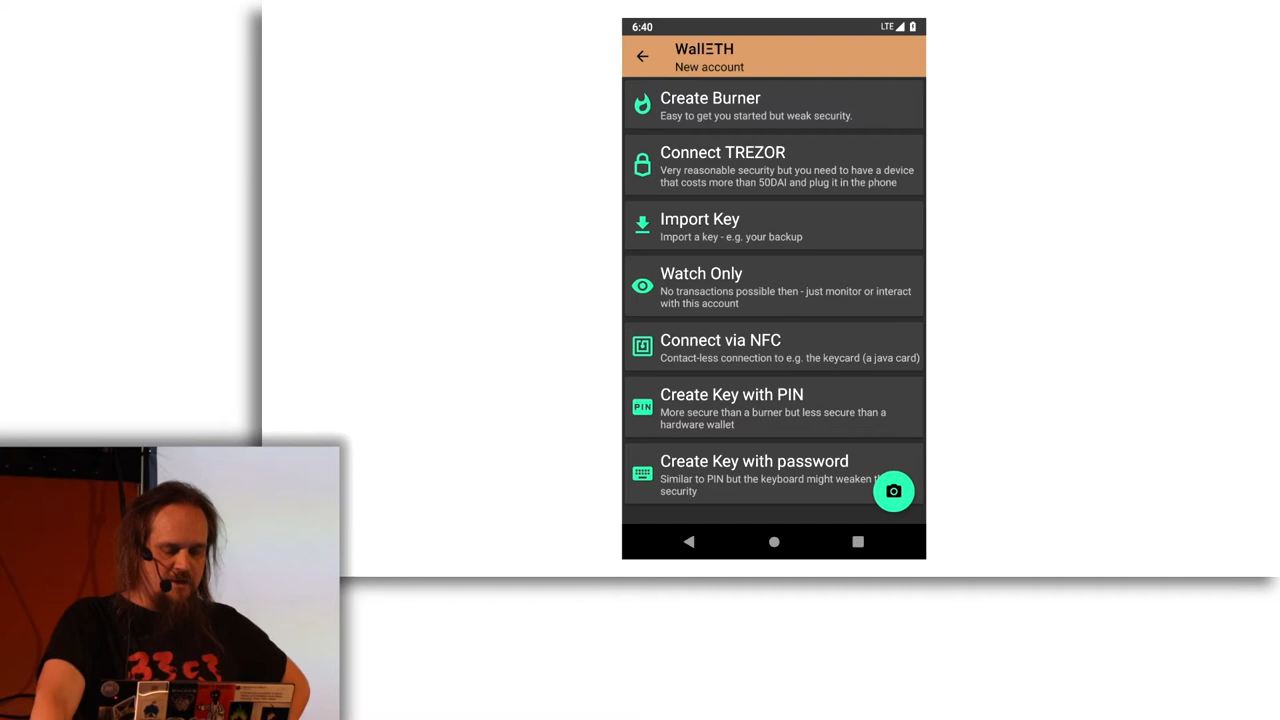 6:40
LTE
WallΞTH
New account
Create Burner
Easy to get you started but weak security.
Connect TREZOR
Very reasonable security but you need to have a device
that costs more than 50DAI and plug it in the phone
Import Key
Import a key - e.g. your backup
Watch Only
No transactions possible then - just monitor or interact
with this account
Connect via NFC
Contact-less connection to e.g. the keycard (a java card)
PIN
Create Key with PIN
More secure than a burner but less secure than a
hardware wallet
Create Key with password
Similar to PIN but the keyboard might weaken
security
33c3